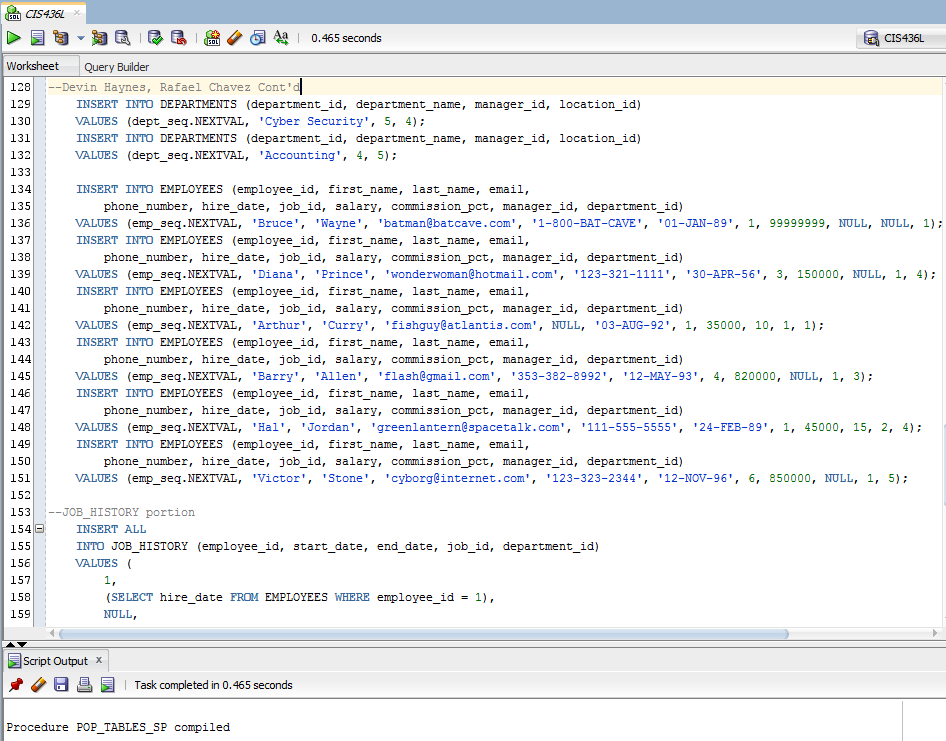 CIS436L
0.465 seconds
CIS436L
Worksheet
Query Builder
128 --Devin Haynes, Rafael Chavez Cont'd
129 INSERT INTO DEPARTMENTS (department_id, department_name, manager_id, location_id)
130 VALUES (dept_seq.NEXTVAL, 'Cyber Security', 5, 4);
131 INSERT INTO DEPARTMENTS (department_id, department_name, manager_id, location_id)
132 VALUES (dept_seq.NEXTVAL, 'Accounting', 4, 5);
133
134 INSERT INTO EMPLOYEES (employee_id, first_name, last_name, email,
135 phone_number, hire_date, job_id, salary, commission_pct, manager_id, department_id)
136 VALUES (emp_seq.NEXTVAL, 'Bruce', 'Wayne', 'batman@batcave.com', '1-800-BAT-CAVE', '01-JAN-89', 1, 99999999, NULL, NULL, 1);
137 INSERT INTO EMPLOYEES (employee_id, first_name, last_name, email,
138 phone_number, hire_date, job_id, salary, commission_pct, manager_id, department_id)
139 VALUES (emp_seq.NEXTVAL, 'Diana', 'Prince', 'wonderwoman@hotmail.com', '123-321-1111', '30-APR-56', 3, 150000, NULL, 1, 4);
140 INSERT INTO EMPLOYEES (employee_id, first_name, last_name, email,
141 phone_number, hire_date, job_id, salary, commission_pct, manager_id, department_id)
142 VALUES (emp_seq.NEXTVAL, 'Arthur', 'Curry', 'fishguy@atlantis.com', NULL, '03-AUG-92', 1, 35000, 10, 1, 1);
143 INSERT INTO EMPLOYEES (employee_id, first_name, last_name, email,
144 phone_number, hire_date, job_id, salary, commission_pct, manager_id, department_id)
145 VALUES (emp_seq.NEXTVAL, 'Barry', 'Allen', 'flash@gmail.com', '353-382-8992', '12-MAY-93', 4, 820000, NULL, 1, 3);
146 INSERT INTO EMPLOYEES (employee_id, first_name, last_name, email,
147 phone_number, hire_date, job_id, salary, commission_pct, manager_id, department_id)
148 VALUES (emp_seq.NEXTVAL, 'Hal', 'Jordan', 'greenlantern@spacetalk.com', '111-555-5555', '24-FEB-89', 1, 45000, 15, 2, 4);
149 INSERT INTO EMPLOYEES (employee_id, first_name, last_name, email,
150 phone_number, hire_date, job_id, salary, commission_pct, manager_id, department_id)
151 VALUES (emp_seq.NEXTVAL, 'Victor', 'Stone', 'cyborg@internet.com', '123-323-2344', '12-NOV-96', 6, 850000, NULL, 1, 5);
152
153 --JOB_HISTORY portion
154 INSERT ALL
155 INTO JOB_HISTORY (employee_id, start_date, end_date, job_id, department_id)
156 VALUES (
157 1,
158 (SELECT hire_date FROM EMPLOYEES WHERE employee_id = 1),
159 NULL,
Script Output x
Task completed in 0.465 seconds
Procedure POP_TABLES_SP compiled